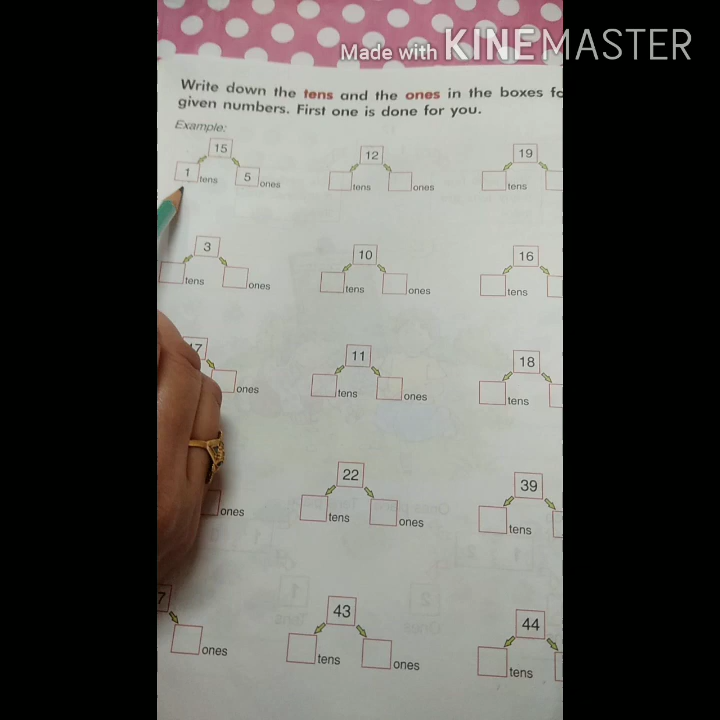 Made with KINEMASTER
Write down the tens and the ones in the boxes
given numbers. First one is done for you.
Example:
15 12 19
1 tens 5 ones tens ones tens
3 10 16
tens ones tens ones tens
17 11 18
ones tens ones tens
22 39
ones tens ones tens
7 43 44
ones tens ones tens